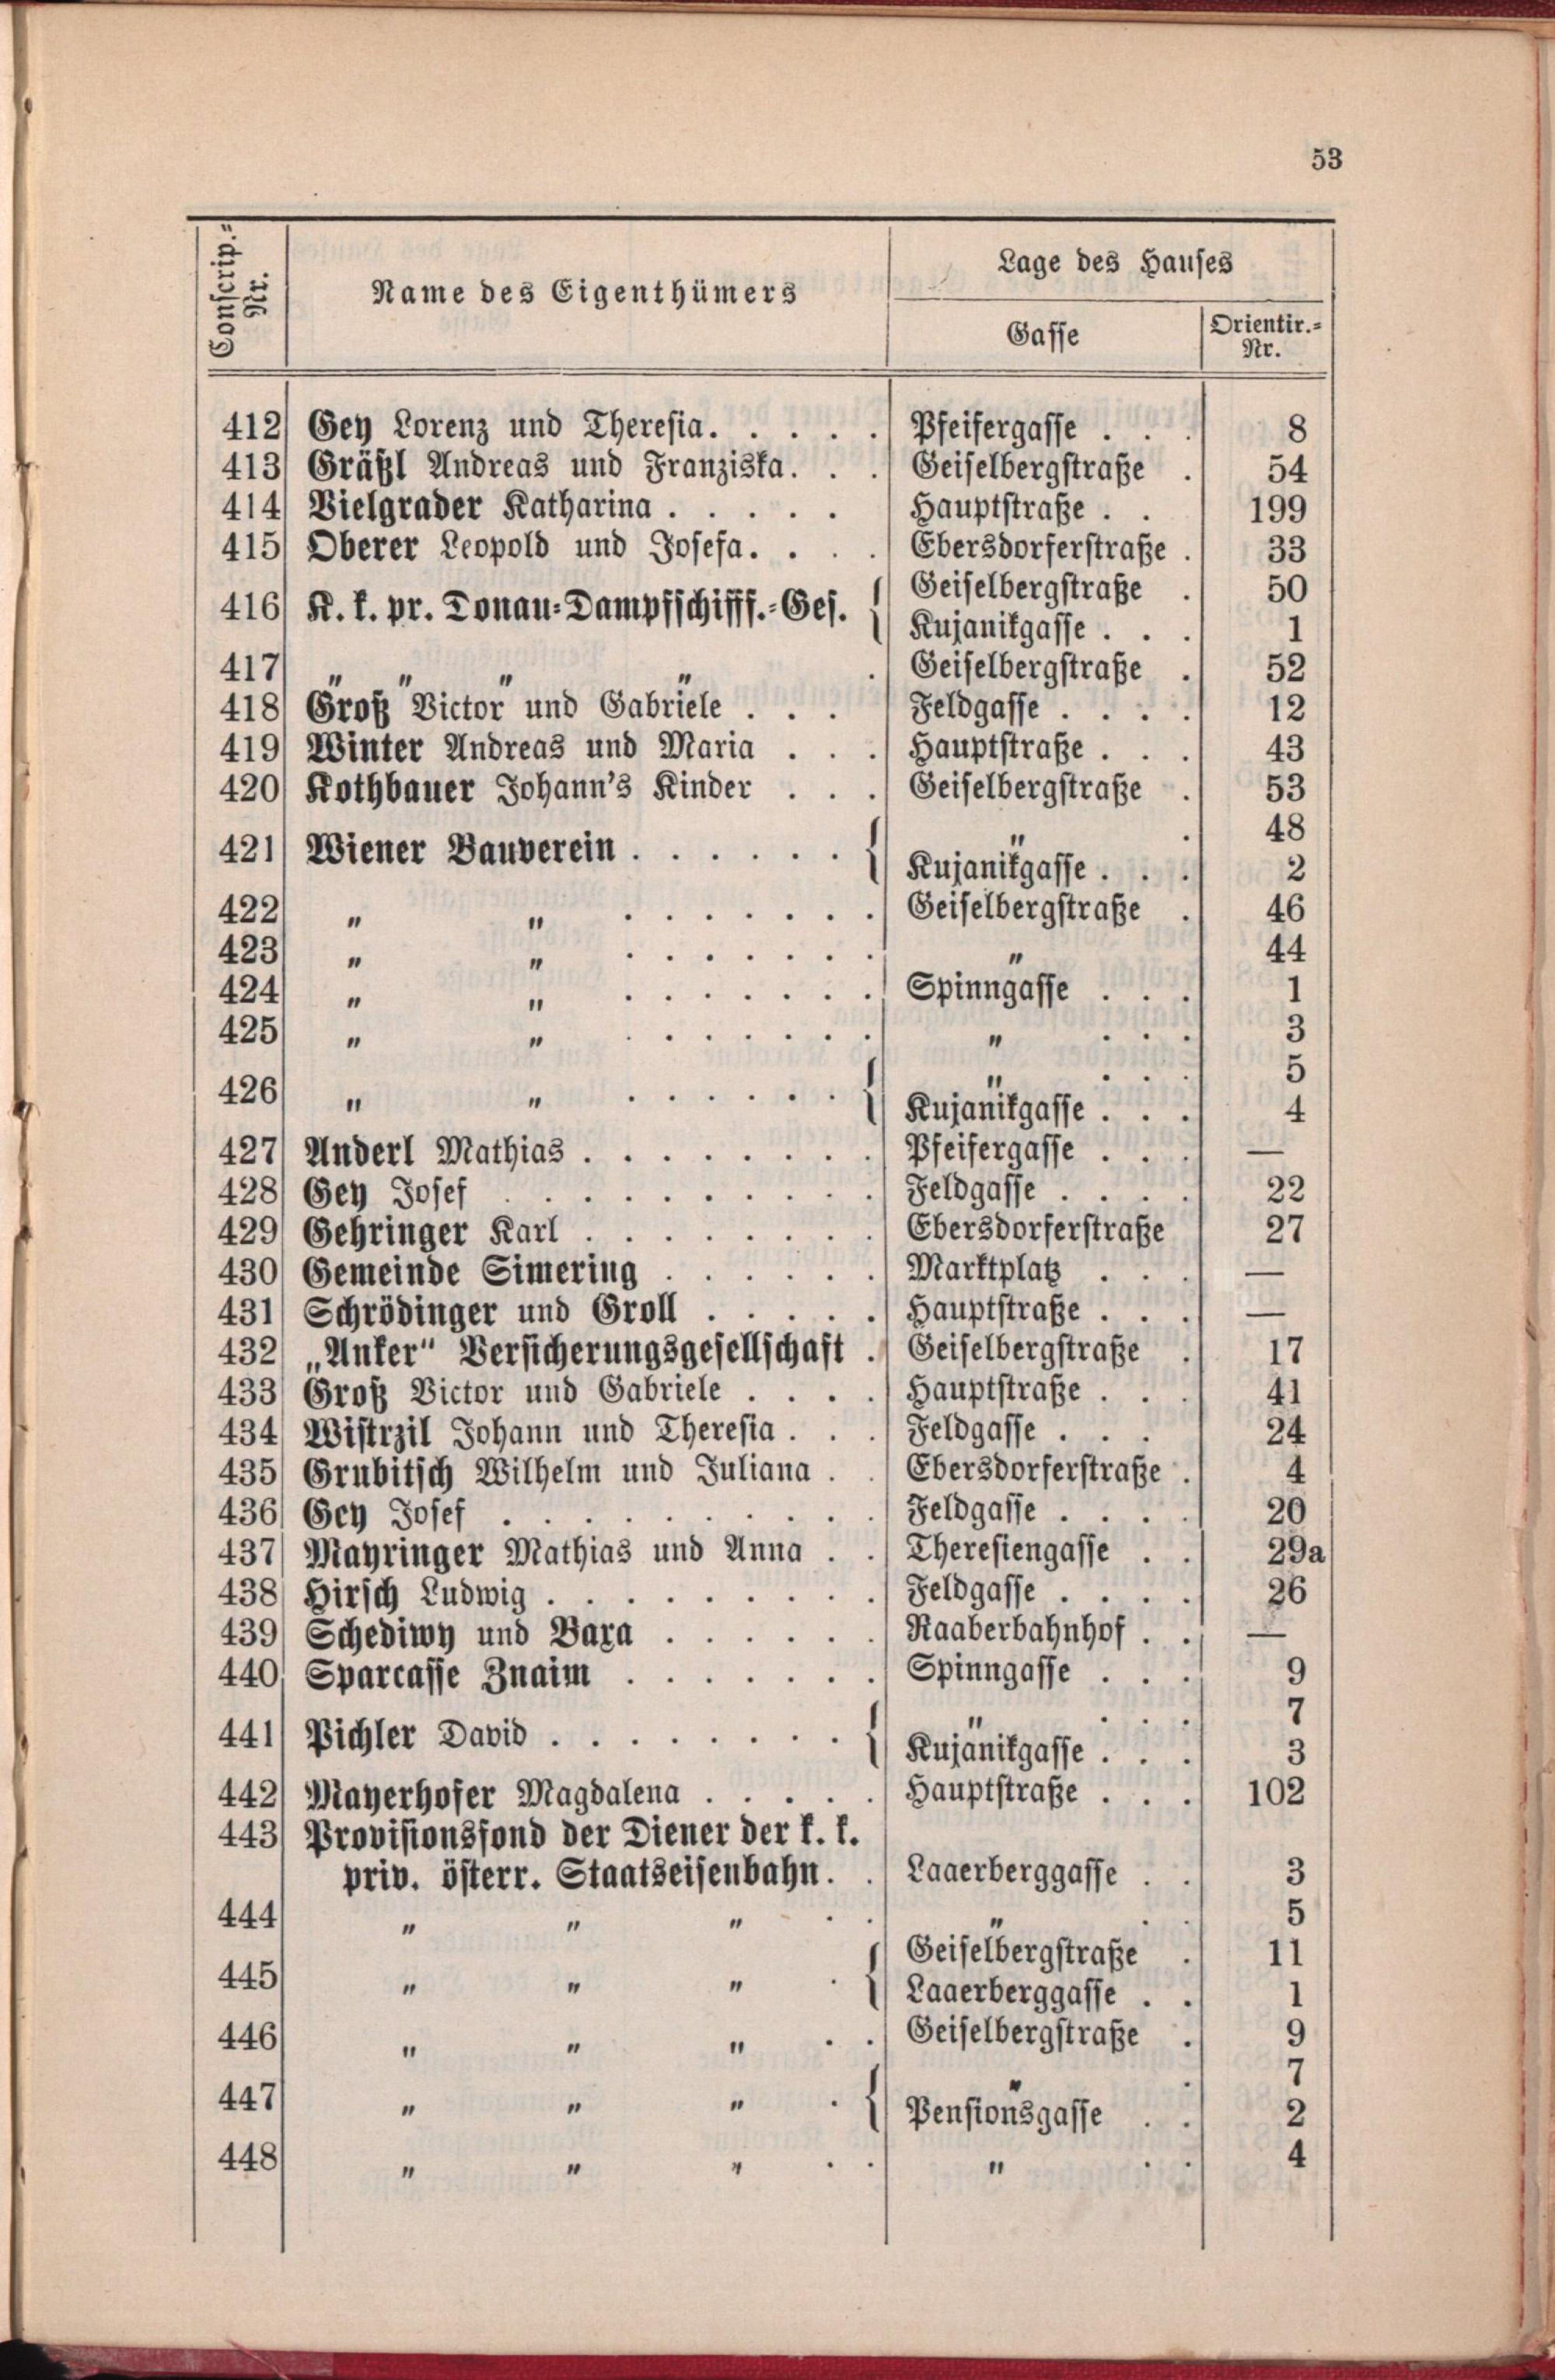 53
Conscrip.=Nr. Name des Eigenthümers Lage des Hauses
Gasse Orientir.=Nr.
412 Gey Lorenz und Theresia. . . . . Pfeifergasse . . . 8
413 Gräßl Andreas und Franziska. . . Geiselbergstraße . 54
414 Vielgrader Katharina . . . . . Hauptstraße . . 199
415 Oberer Leopold und Josefa. . . . Ebersdorferstraße . 33
416 K. k. pr. Donau=Dampfschifff.=Ges. { Geiselbergstraße . 50
Kujanikgasse . . . 1
417 " " " " . Geiselbergstraße . 52
418 Groß Victor und Gabriele . . . Feldgasse . . . . 12
419 Winter Andreas und Maria . . . Hauptstraße . . . 43
420 Kothbauer Johann's Kinder . . . Geiselbergstraße . 53
421 Wiener Bauverein . . . . . . { " . 48
Kujanikgasse . . . 2
422 " " . . . . . . . Geiselbergstraße . 46
423 " " . . . . . . . " 44
424 " " . . . . . . . Spinngasse . . . 1
425 " " . . . . . . . " . . . 3
426 " " . . . . . . { " . . . 5
Kujanikgasse . . . 4
427 Anderl Mathias . . . . . . . . Pfeifergasse . . . —
428 Gey Josef . . . . . . . . . . Feldgasse . . . . 22
429 Gehringer Karl . . . . . . . . Ebersdorferstraße 27
430 Gemeinde Simering . . . . . . Marktplatz . . . —
431 Schrödinger und Groll . . . . . Hauptstraße . . . —
432 „Anker" Versicherungsgesellschaft . Geiselbergstraße . 17
433 Groß Victor und Gabriele . . . . Hauptstraße . . . 41
434 Wistrzil Johann und Theresia . . . Feldgasse . . . 24
435 Grubitsch Wilhelm und Juliana . . Ebersdorferstraße . 4
436 Gey Josef . . . . . . . . . . Feldgasse . . . . 20
437 Mayringer Mathias und Anna . . Theresiengasse . . 29a
438 Hirsch Ludwig . . . . . . . . . Feldgasse . . . . 26
439 Schediwy und Baxa . . . . . . Raaberbahnhof . . —
440 Sparcasse Znaim . . . . . . . Spinngasse . . . 9
441 Pichler David . . . . . . . . { " . . . 7
Kujanikgasse . . . 3
442 Mayerhofer Magdalena . . . . . Hauptstraße . . . 102
443 Provisionsfond der Diener der k. k.
priv. österr. Staatseisenbahn. . Laaerberggasse . . 3
444 " " " . . " . . 5
445 " " " . { Geiselbergstraße . 11
Laaerberggasse . . 1
446 " " " . . Geiselbergstraße . 9
447 " " " . { " . 7
Pensionsgasse . . 2
448 " " " . . " . . 4